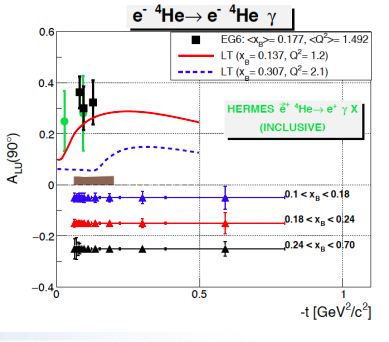 e⁻ ⁴He→ e⁻ ⁴He γ
EG6: <x_B>= 0.177, <Q²>= 1.492
LT (x_B = 0.137, Q²= 1.2)
LT (x_B = 0.307, Q²= 2.1)
HERMES e⁺ ⁴He→ e⁺ γ X
(INCLUSIVE)
A_LU(90°)
0.6
0.4
0.2
0
−0.2
−0.4
0.1 < x_B < 0.18
0.18 < x_B < 0.24
0.24 < x_B < 0.70
0 0.5 1
-t [GeV²/c²]